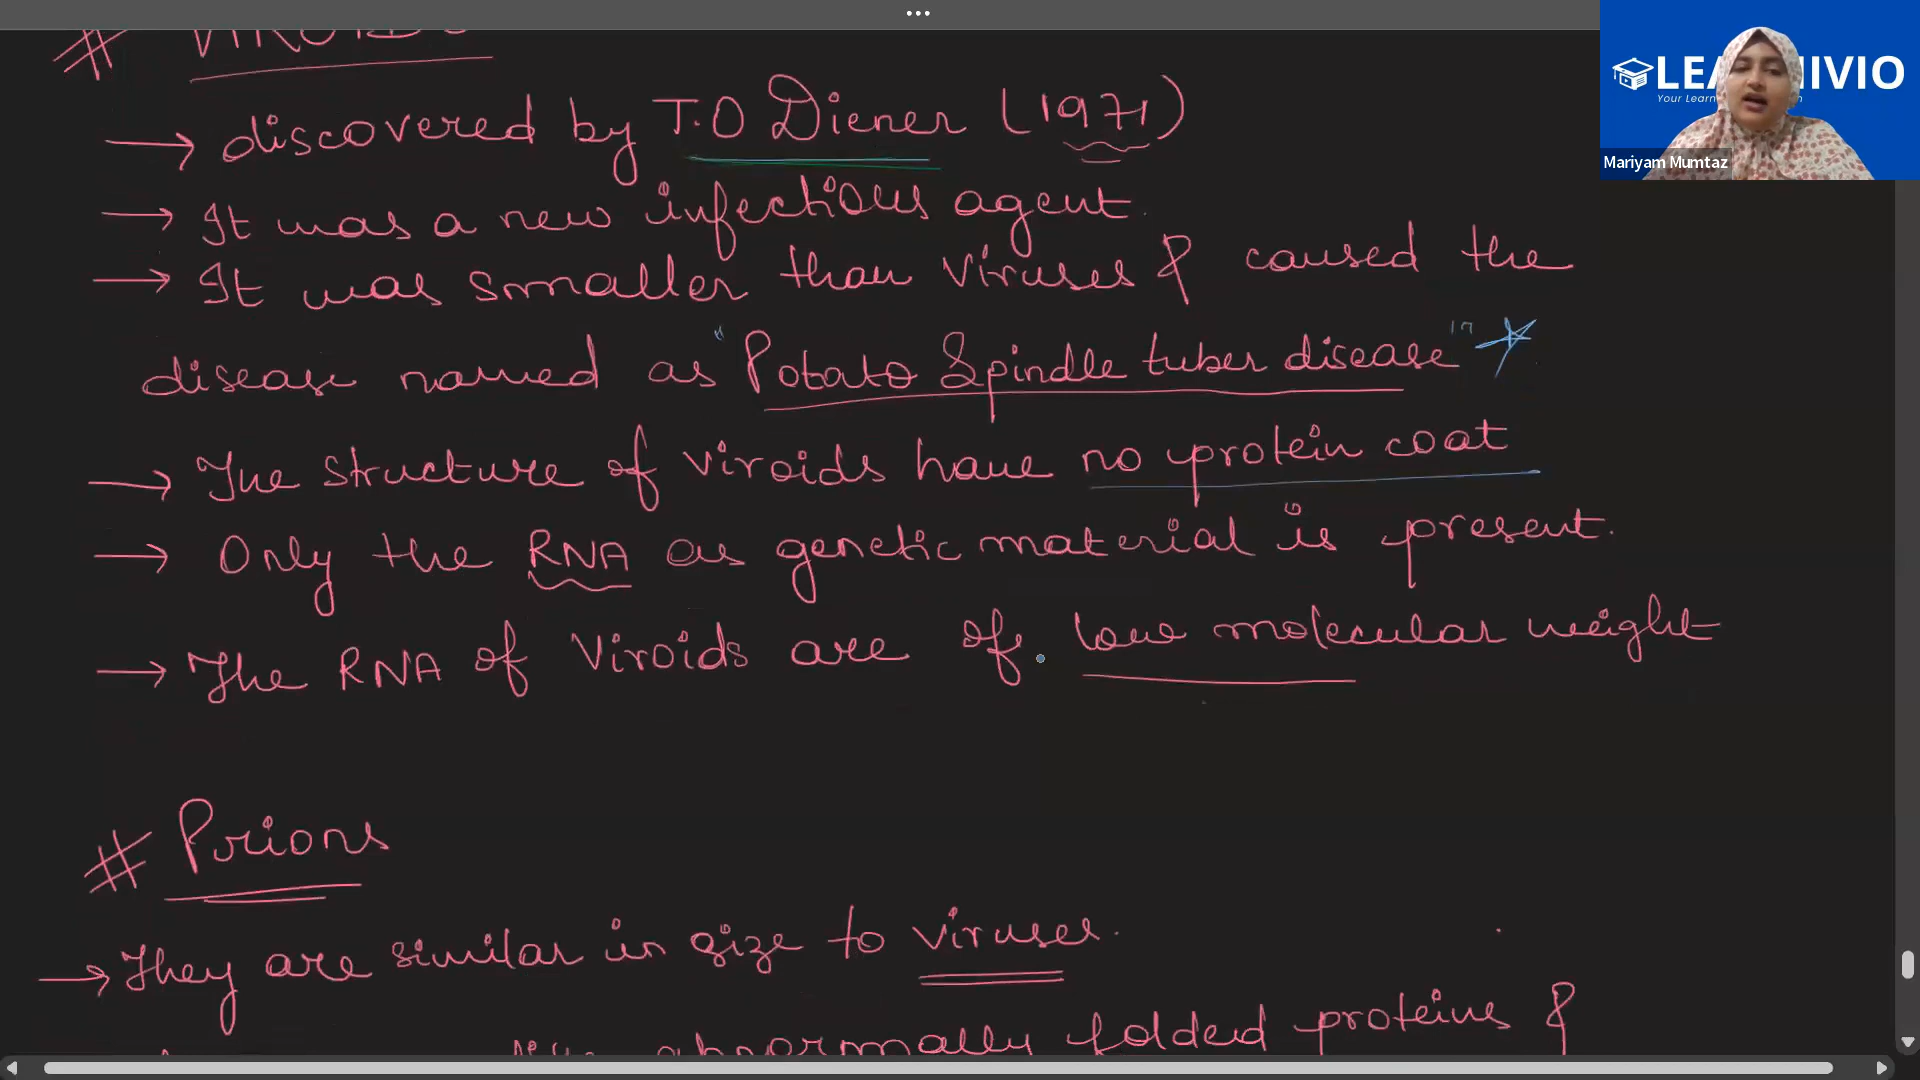 •••
# VIROIDS
→ discovered by T.O Diener (1971)
→ It was a new infectious agent.
→ It was smaller than viruses & caused the
disease named as "Potato Spindle tuber disease"
→ The structure of viroids have no protein coat
→ Only the RNA as genetic material is present.
→ The RNA of Viroids are of low molecular weight
# Prions
→ They are similar in size to viruses.
abnormally folded proteins &
IVIO
Your Learn
Mariyam Mumtaz